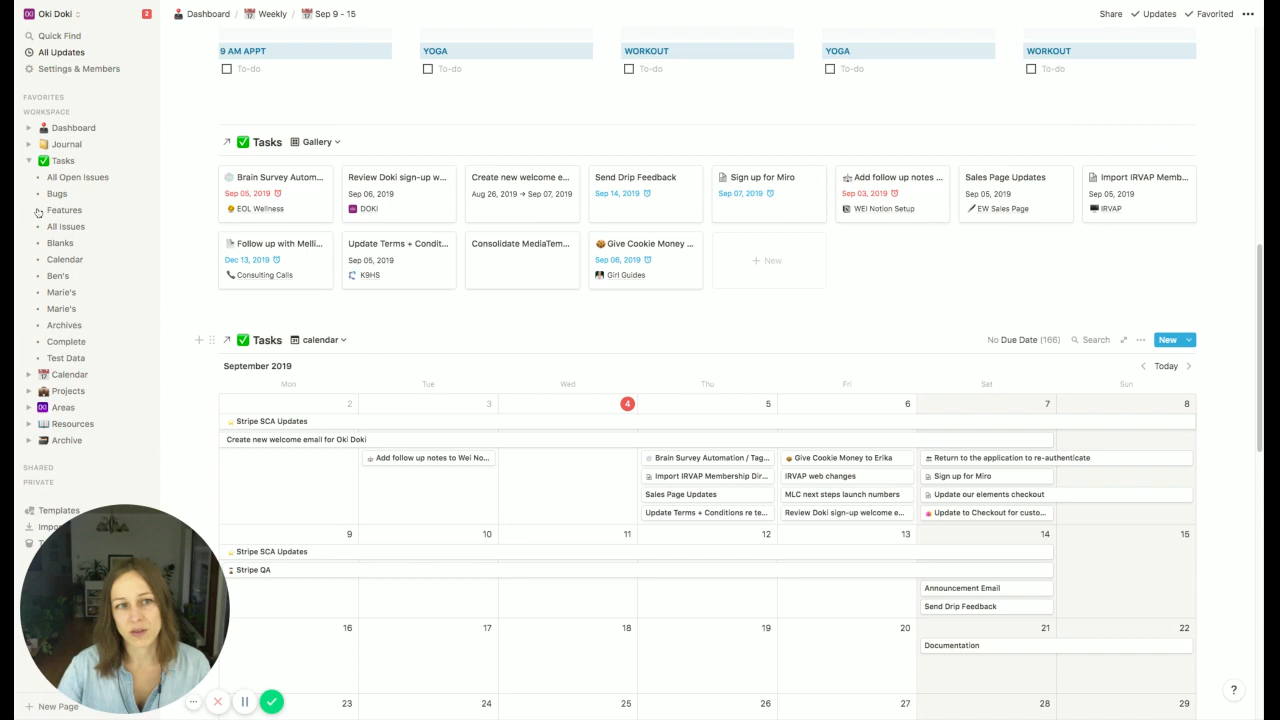 Oki Doki
2
Quick Find
All Updates
Settings & Members
FAVORITES
WORKSPACE
Dashboard
Journal
Tasks
All Open Issues
Bugs
Features
All Issues
Blanks
Calendar
Ben's
Marie's
Marie's
Archives
Complete
Test Data
Calendar
Projects
Areas
Resources
Archive
SHARED
PRIVATE
Templates
New Page
Dashboard / Weekly / Sep 9 - 15
Share Updates Favorited
9 AM APPT YOGA WORKOUT YOGA WORKOUT
To-do To-do To-do To-do To-do
Tasks Gallery
Brain Survey Autom...
Sep 05, 2019
EOL Wellness
Review Doki sign-up w...
Sep 06, 2019
DOKI
Create new welcome e...
Aug 26, 2019 → Sep 07, 2019
Send Drip Feedback
Sep 14, 2019
Sign up for Miro
Sep 07, 2019
Add follow up notes ...
Sep 03, 2019
WEI Notion Setup
Sales Page Updates
Sep 05, 2019
EW Sales Page
Import IRVAP Memb...
Sep 05, 2019
IRVAP
Follow up with Melli...
Dec 13, 2019
Consulting Calls
Update Terms + Condit...
Sep 05, 2019
K9HS
Consolidate MediaTem...
Give Cookie Money ...
Sep 06, 2019
Girl Guides
+ New
Tasks calendar
No Due Date (166) Search New
September 2019
Today
Mon Tue Wed Thu Fri Sat Sun
2 3 4 5 6 7 8
Stripe SCA Updates
Create new welcome email for Oki Doki
Add follow up notes to Wei No... Brain Survey Automation / Tag... Give Cookie Money to Erika Return to the application to re-authenticate
Import IRVAP Membership Dir... IRVAP web changes Sign up for Miro
Sales Page Updates MLC next steps launch numbers Update our elements checkout
Update Terms + Conditions re te... Review Doki sign-up welcome e... Update to Checkout for custo...
9 10 11 12 13 14 15
Stripe SCA Updates
Stripe QA
Announcement Email
Send Drip Feedback
16 17 18 19 20 21 22
Documentation
23 24 25 26 27 28 29
?